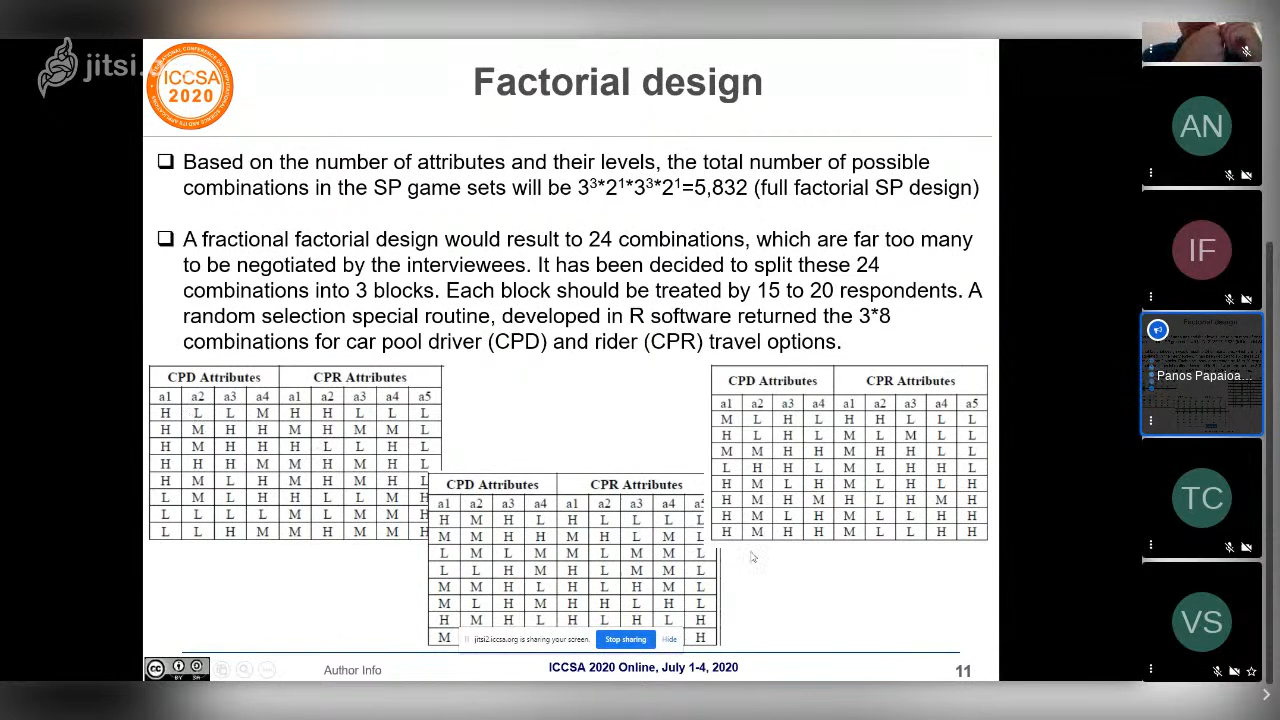 jitsi.
ICCSA
2020
Factorial design
Based on the number of attributes and their levels, the total number of possible
combinations in the SP game sets will be 3³*2¹*3³*2¹=5,832 (full factorial SP design)
A fractional factorial design would result to 24 combinations, which are far too many
to be negotiated by the interviewees. It has been decided to split these 24
combinations into 3 blocks. Each block should be treated by 15 to 20 respondents. A
random selection special routine, developed in R software returned the 3*8
combinations for car pool driver (CPD) and rider (CPR) travel options.
CPD Attributes CPR Attributes
a1 a2 a3 a4 a1 a2 a3 a4 a5
H L L M H H L L L
H M H H M H M M L
H M H H H L L H L
H H H M M H M H L
H M L H M H M H L
L M L H H L L M H
L L L L M L M M H
L L H M M H M M H
CPD Attributes CPR Attributes
a1 a2 a3 a4 a1 a2 a3 a4 a5
H M H L H L L L L
M M H H M H L M L
L M L M M L M M L
L L H M H L M M L
M M H L H L H M L
M L H M H H L H L
H M H L H L H L H
M H
CPD Attributes CPR Attributes
a1 a2 a3 a4 a1 a2 a3 a4 a5
M L H L H H L L L
H L H L M L M L L
M M H H M H H L L
L H H L M L H L L
H M L H M L H L H
H M H M H L H M H
H M L H M L L H H
H M H H M L L H H
jitsi2.iccsa.org is sharing your screen.
Stop sharing
Hide
Author Info
ICCSA 2020 Online, July 1-4, 2020
11
AN
IF
Panos Papaioa...
TC
VS